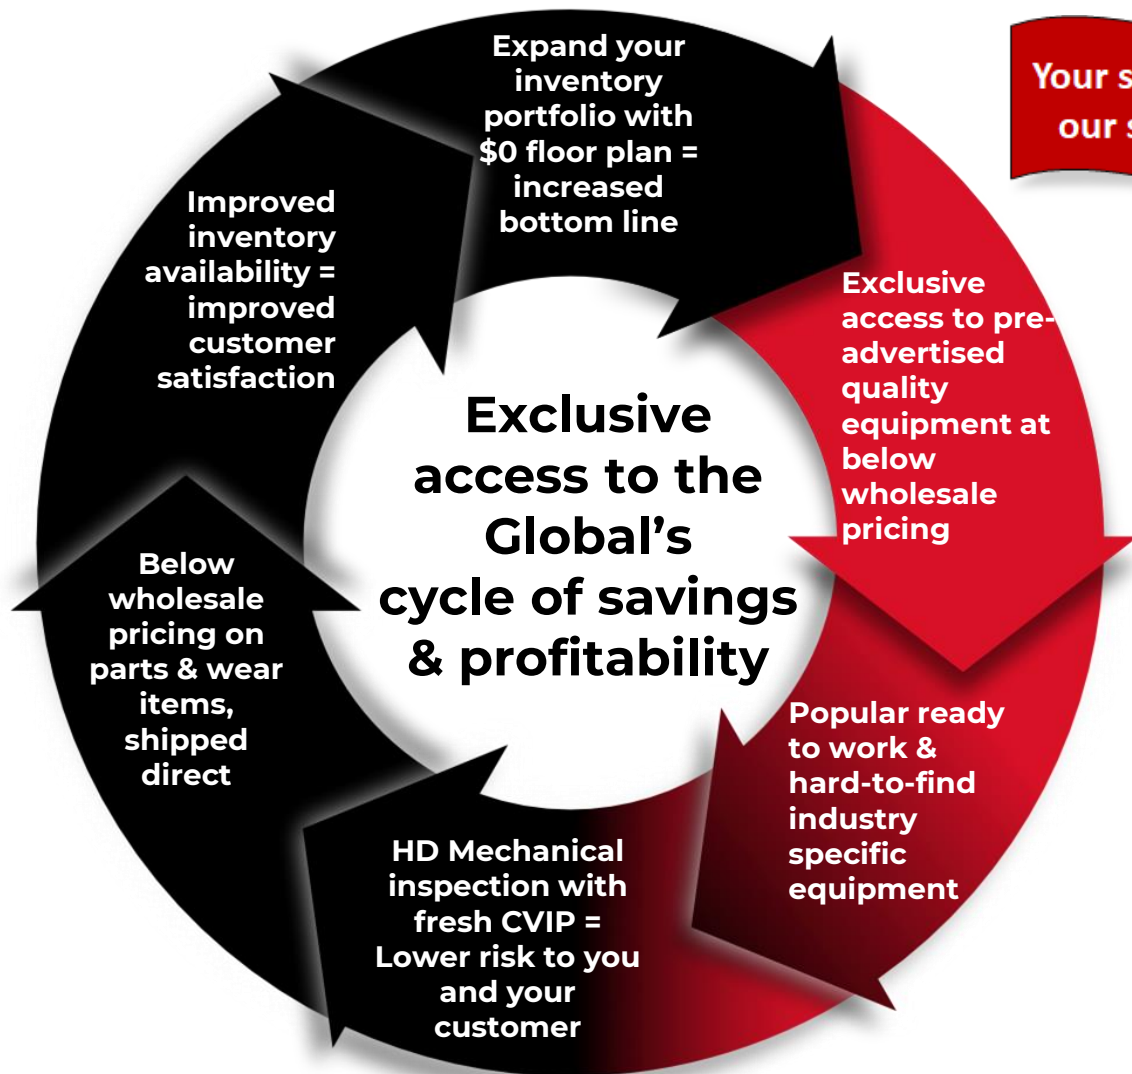 Expand your
inventory
portfolio with
$0 floor plan =
increased
bottom line
Your
our
Exclusive
access to pre-
advertised
quality
equipment at
below
wholesale
pricing
Popular ready
to work &
hard-to-find
industry
specific
equipment
HD Mechanical
inspection with
fresh CVIP =
Lower risk to you
and your
customer
Below
wholesale
pricing on
parts & wear
items,
shipped
direct
Improved
inventory
availability =
improved
customer
satisfaction
Exclusive
access to the
Global’s
cycle of savings
& profitability